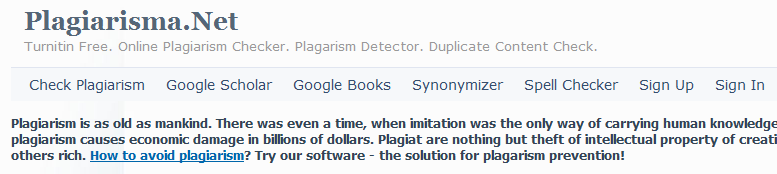 Plagiarisma.Net
Turnitin Free. Online Plagiarism Checker. Plagarism Detector. Duplicate Content Check.
Check Plagiarism Google Scholar Google Books Synonymizer Spell Checker Sign Up Sign In
Plagiarism is as old as mankind. There was even a time, when imitation was the only way of carrying human knowledge
plagiarism causes economic damage in billions of dollars. Plagiat are nothing but theft of intellectual property of creati
others rich. How to avoid plagiarism? Try our software - the solution for plagarism prevention!